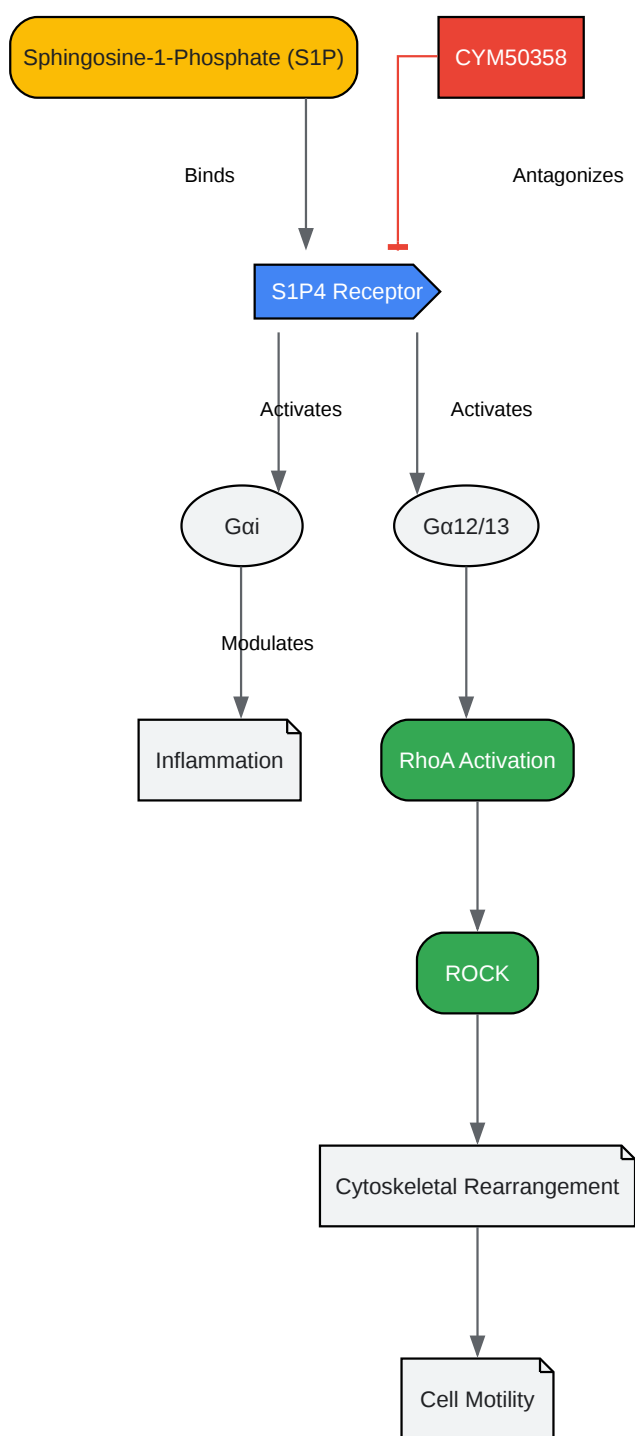 Sphingosine-1-Phosphate (S1P)
CYM50358
Binds
Antagonizes
S1P4 Receptor
Activates
Activates
Gαi
Gα12/13
Modulates
Inflammation
RhoA Activation
ROCK
Cytoskeletal Rearrangement
Cell Motility